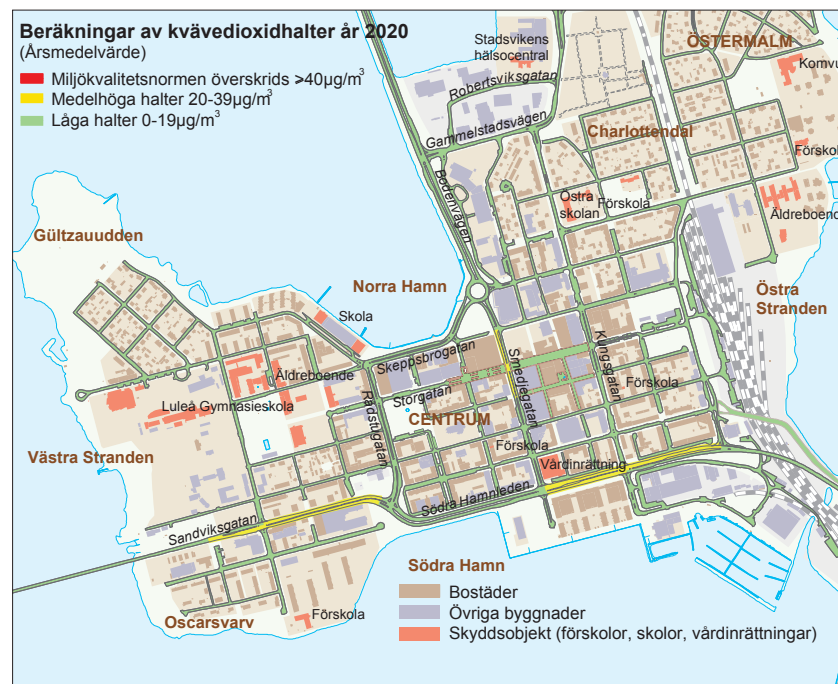 Beräkningar av kvävedioxidhalter år 2020
(Årsmedelvärde)
Miljökvalitetsnormen överskrids >40µg/m³
Medelhöga halter 20-39µg/m³
Låga halter 0-19µg/m³
Stadsvikens
hälsocentral
ÖSTERMALM
Komvu
Robertsviksgatan
Gammelstadsvägen
Charlottendal
Förskola
Bodenvägen
Östra
skolan
Förskola
Äldreboende
Gültzauudden
Norra Hamn
Östra
Stranden
Skola
Skeppsbrogatan
Smedjegatan
Kungsgatan
Äldreboende
Förskola
Storgatan
Rådstugatan
Luleå Gymnasieskola
CENTRUM
Förskola
Västra Stranden
Vårdinrättning
Södra Hamnleden
Sandviksgatan
Södra Hamn
Bostäder
Övriga byggnader
Skyddsobjekt (förskolor, skolor, vårdinrättningar)
Förskola
Oscarsvarv